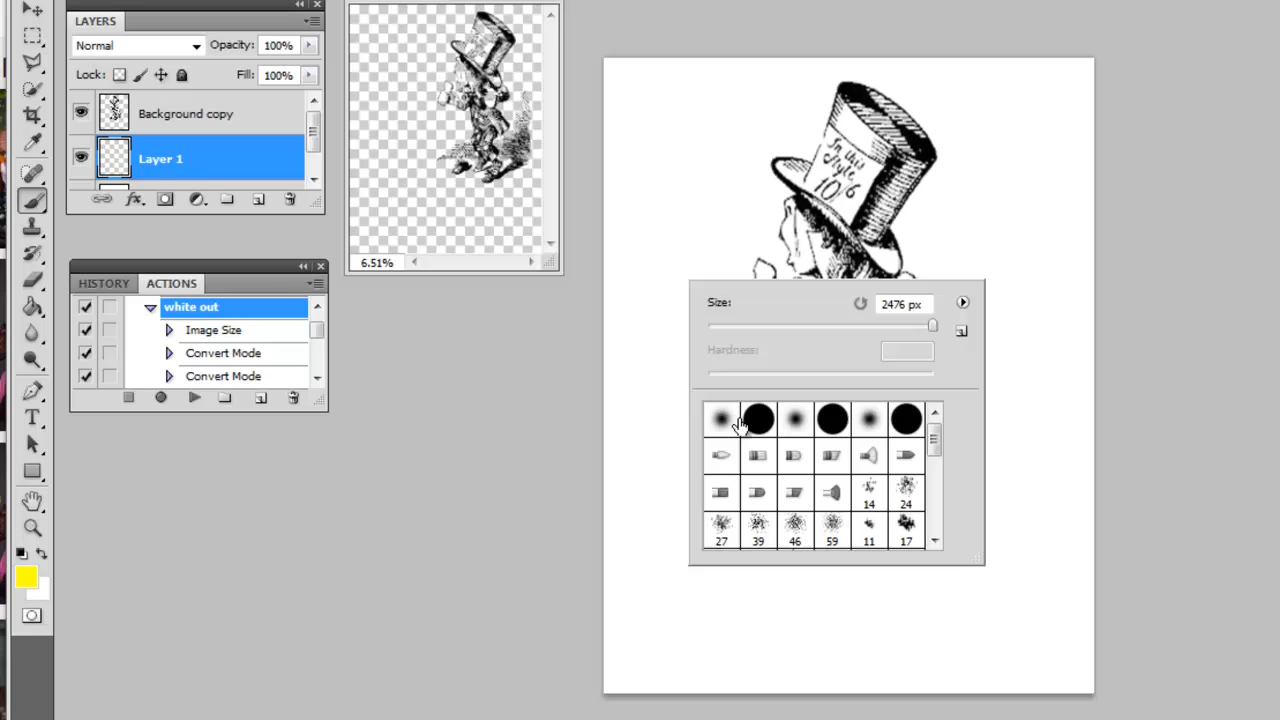 LAYERS
Normal Opacity: 100%
Lock: Fill: 100%
Background copy
Layer 1
HISTORY ACTIONS
white out
Image Size
Convert Mode
Convert Mode
6.51%
In this
Style
10/6
Size: 2476 px
Hardness:
14 24
27 39 46 59 11 17
T